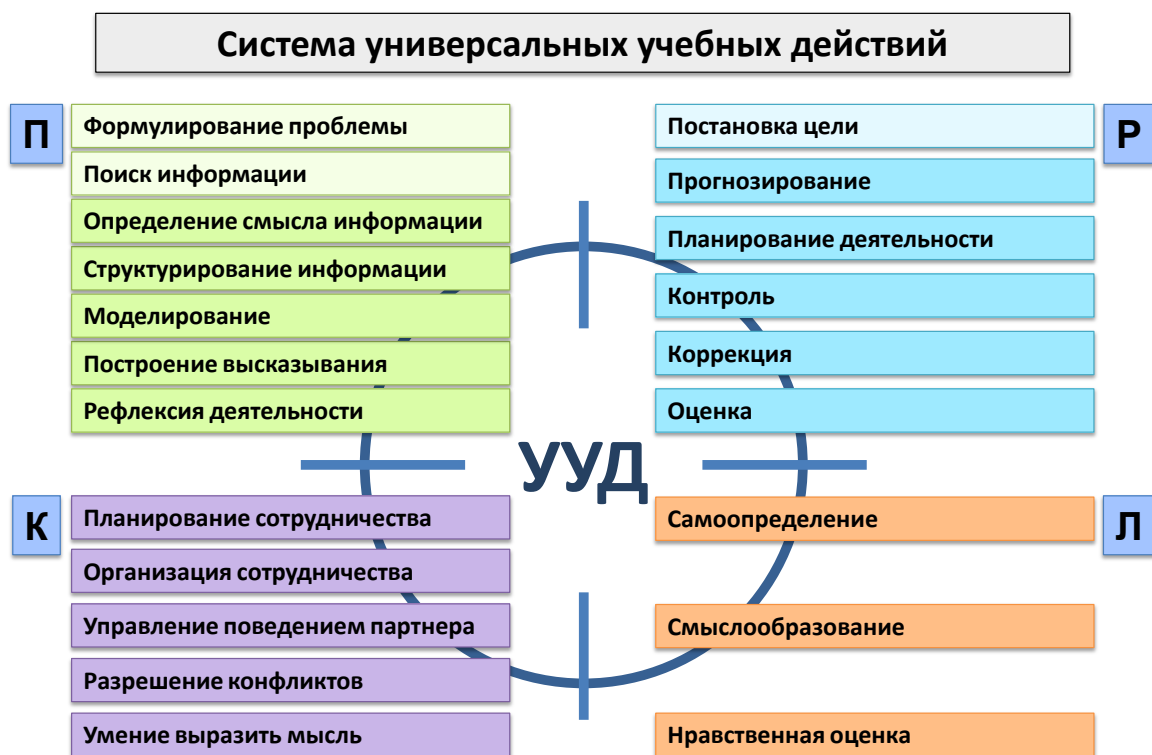 Система универсальных учебных действий
П
Формулирование проблемы
Поиск информации
Определение смысла информации
Структурирование информации
Моделирование
Построение высказывания
Рефлексия деятельности
Р
Постановка цели
Прогнозирование
Планирование деятельности
Контроль
Коррекция
Оценка
УУД
К
Планирование сотрудничества
Организация сотрудничества
Управление поведением партнера
Разрешение конфликтов
Умение выразить мысль
Л
Самоопределение
Смыслообразование
Нравственная оценка